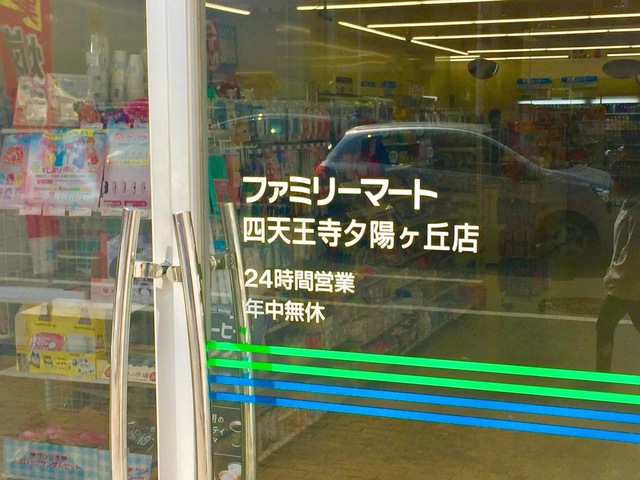 ファミリーマート
四天王寺夕陽ヶ丘店
24時間営業
年中無休